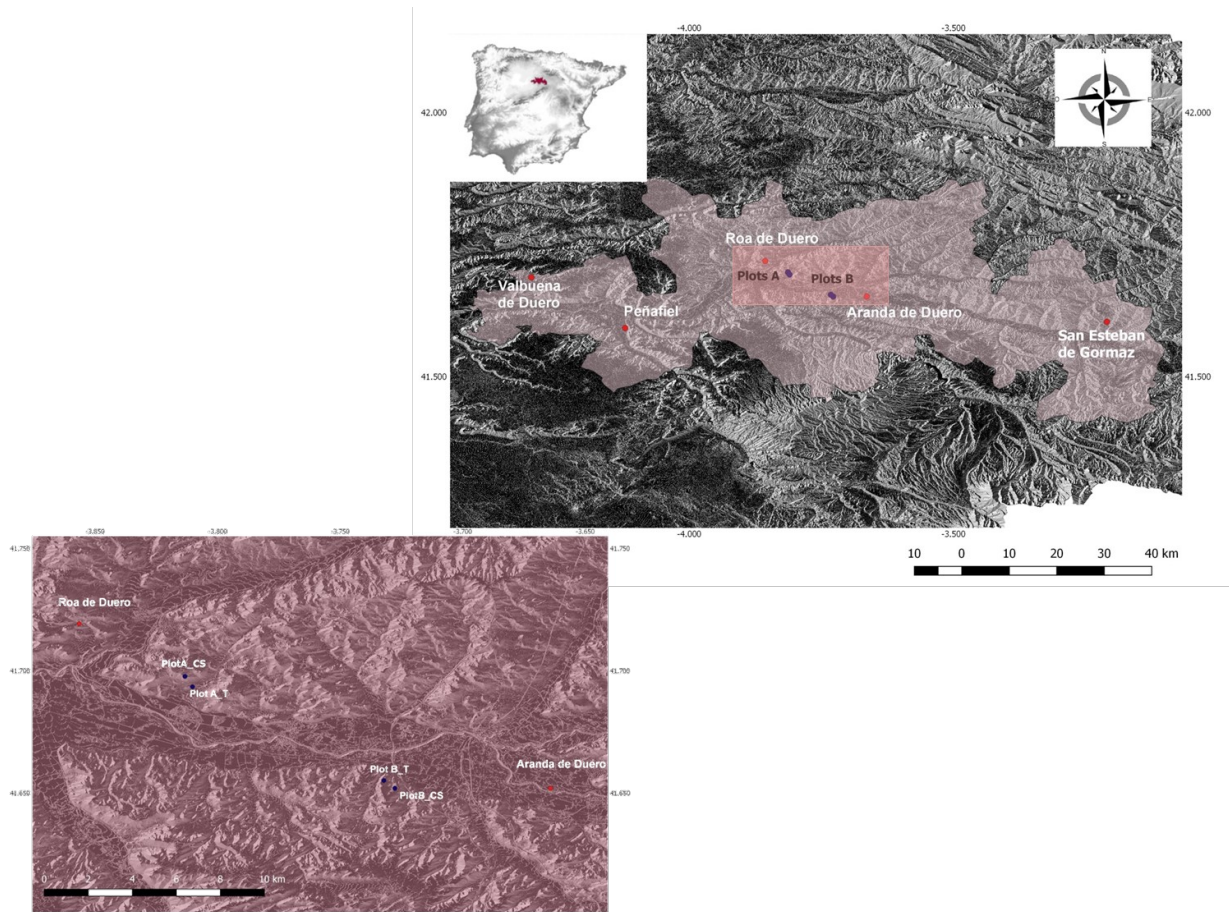 -4.000
-3.500
42.000
42.000
N
O
E
S
Roa de Duero
Plots A
Plots B
Valbuena
de Duero
Peñafiel
Aranda de Duero
San Esteban
de Gormaz
41.500
41.500
-4.000
-3.500
10 0 10 20 30 40 km
-3.850
-3.800
-3.750
-3.700
-3.650
41.750
41.750
Roa de Duero
PlotA_CS
41.700
41.700
Plot A_T
Aranda de Duero
Plot B_T
PlotB_CS
41.650
41.650
0 2 4 6 8 10 km